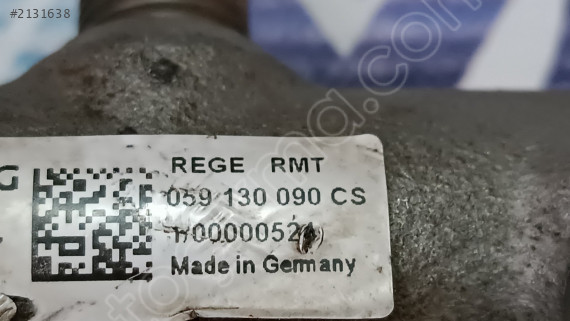 #2131638
REGE RMT
059 130 090 CS
Made in Germany